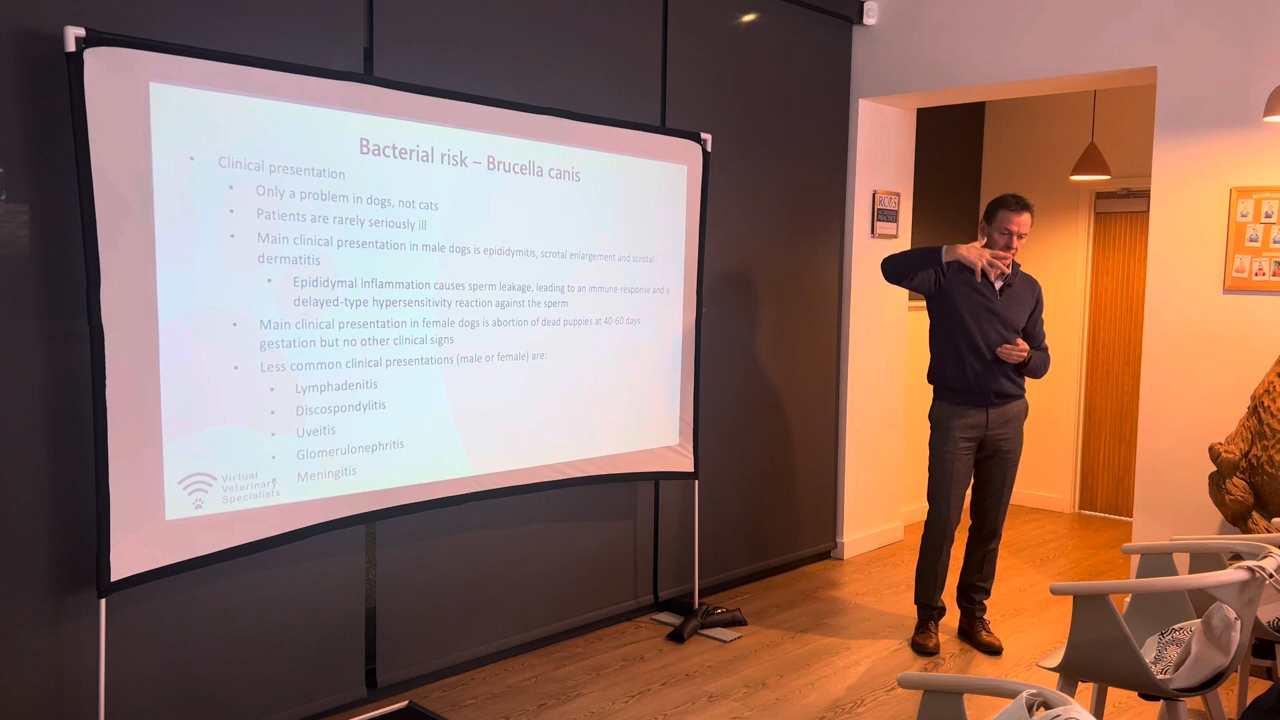 Bacterial risk – Brucella canis
• Clinical presentation
• Only a problem in dogs, not cats
• Patients are rarely seriously ill
• Main clinical presentation in male dogs is epididymitis, scrotal enlargement and scrotal
dermatitis
• Epididymal inflammation causes sperm leakage, leading to an immune-response and a
delayed-type hypersensitivity reaction against the sperm
• Main clinical presentation in female dogs is abortion of dead puppies at 40-60 days
gestation but no other clinical signs
• Less common clinical presentations (male or female) are:
• Lymphadenitis
• Discospondylitis
• Uveitis
• Glomerulonephritis
• Meningitis
Virtual
Veterinary
Specialists
RCVS
ACCREDITED
PRACTICE